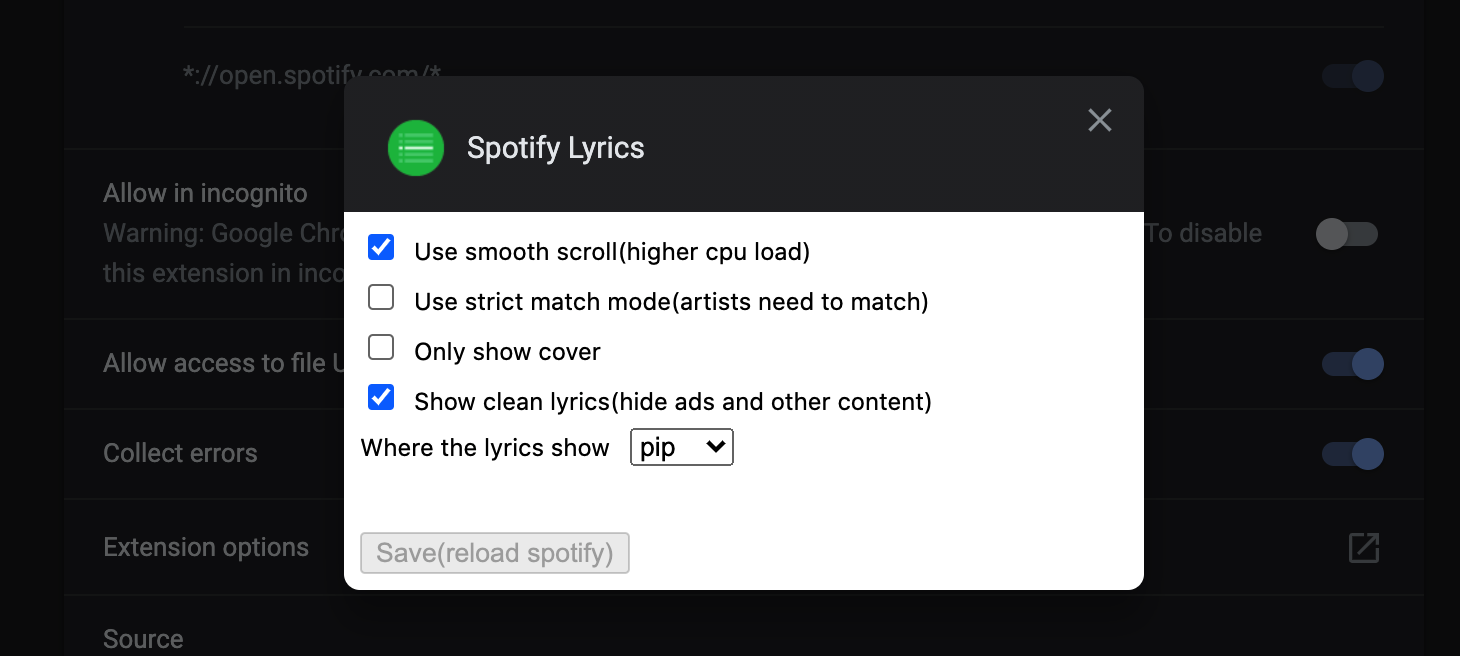 *://open.spotify.com/*
Spotify Lyrics
Allow in incognito
Warning: Google Chro
To disable
this extension in inco
Use smooth scroll(higher cpu load)
Use strict match mode(artists need to match)
Only show cover
Allow access to file U
Show clean lyrics(hide ads and other content)
Where the lyrics show pip
Collect errors
Extension options
Save(reload spotify)
Source